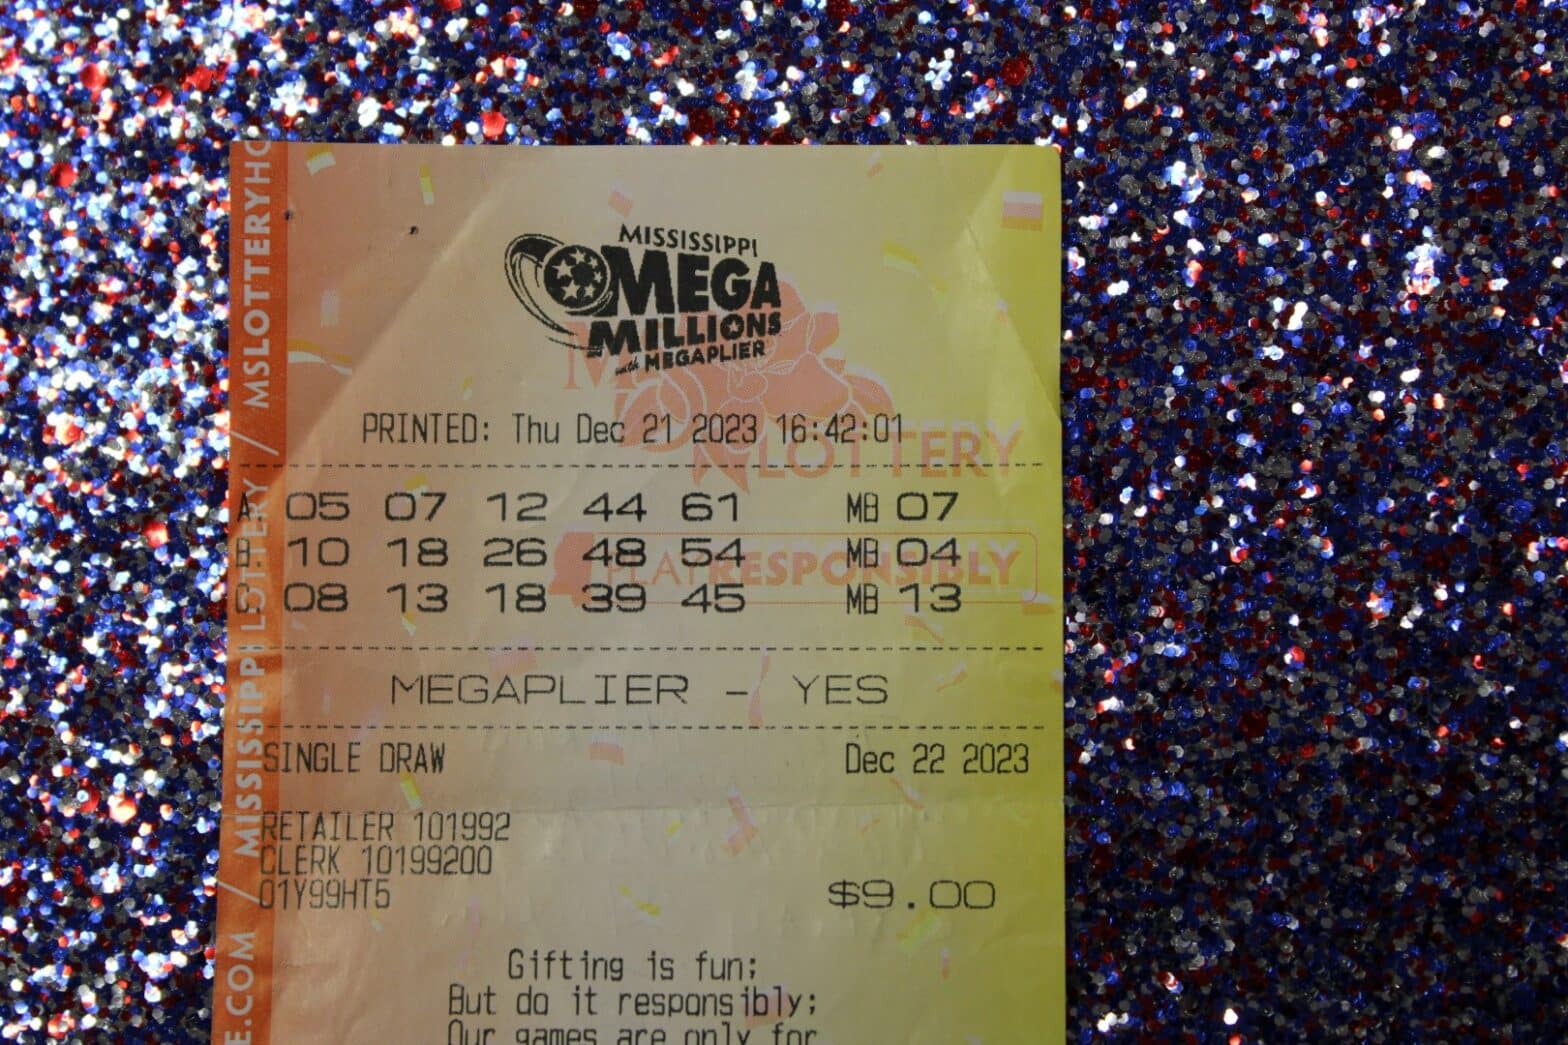 MISSISSIPPI
MEGA
MILLIONS
with MEGAPLIER
PRINTED: Thu Dec 21 2023 16:42:01
LOTTERY
A 05 07 12 44 61 MB 07
B 10 18 26 48 54 MB 04
PLAY RESPONSIBLY
C 08 13 18 39 45 MB 13
MEGAPLIER - YES
SINGLE DRAW Dec 22 2023
RETAILER 101992
CLERK 10199200
01Y99HT5 $9.00
Gifting is fun;
But do it responsibly;
Our games are only for
E.COM / MISSISSIPPI LOTTERY / MSLOTTERYHO